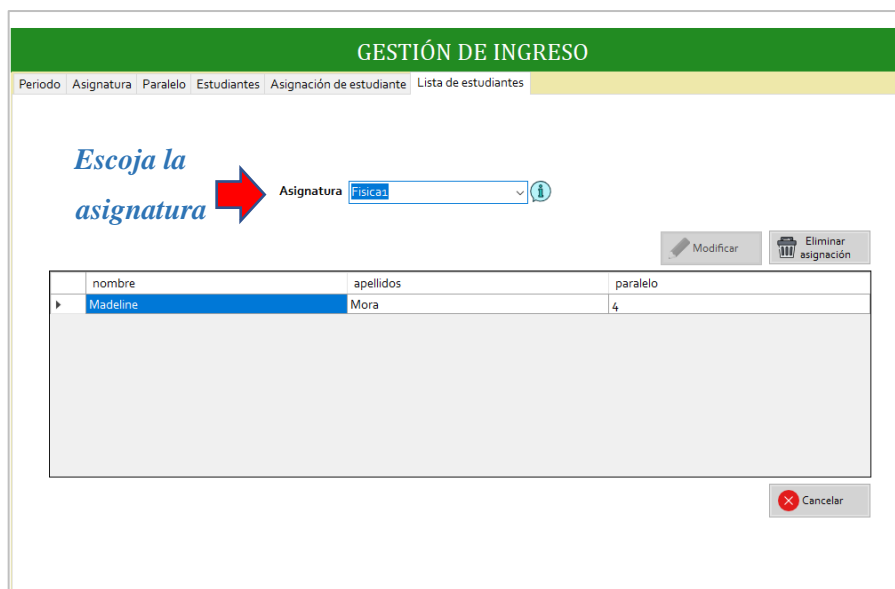 GESTIÓN DE INGRESO
Periodo Asignatura Paralelo Estudiantes Asignación de estudiante Lista de estudiantes
Escoja la
asignatura
Asignatura Fisica1
Modificar
Eliminar
asignación
nombre apellidos paralelo
Madeline Mora 4
Cancelar